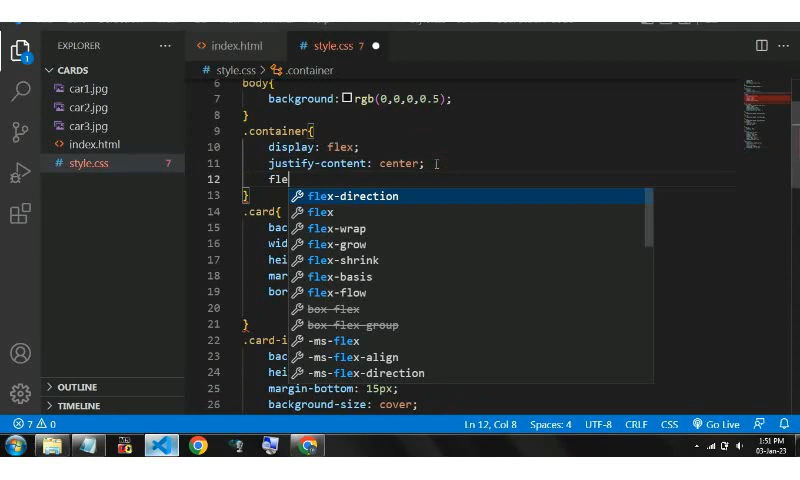 EXPLORER
index.html
# style.css 7
CARDS
# style.css > .container
car1.jpg
car2.jpg
car3.jpg
index.html
# style.css 7
OUTLINE
TIMELINE
1
6 body{
7 background: rgb(0,0,0,0.5);
8 }
9 .container{
10 display: flex;
11 justify-content: center;
12 fle
flex-direction
flex
flex-wrap
flex-grow
flex-shrink
flex-basis
flex-flow
box-flex
box-flex-group
-ms-flex
-ms-flex-align
-ms-flex-direction
13 }
14 .card{
15 bac
16 wid
17 hei
18 mar
19 bor
20
21 }
22 .card-i
23 bac
24 hei
25 margin-bottom: 15px;
26 background-size: cover;
7 0
Ln 12, Col 8
Spaces: 4
UTF-8
CRLF
CSS
Go Live
1:51 PM
03-Jan-23